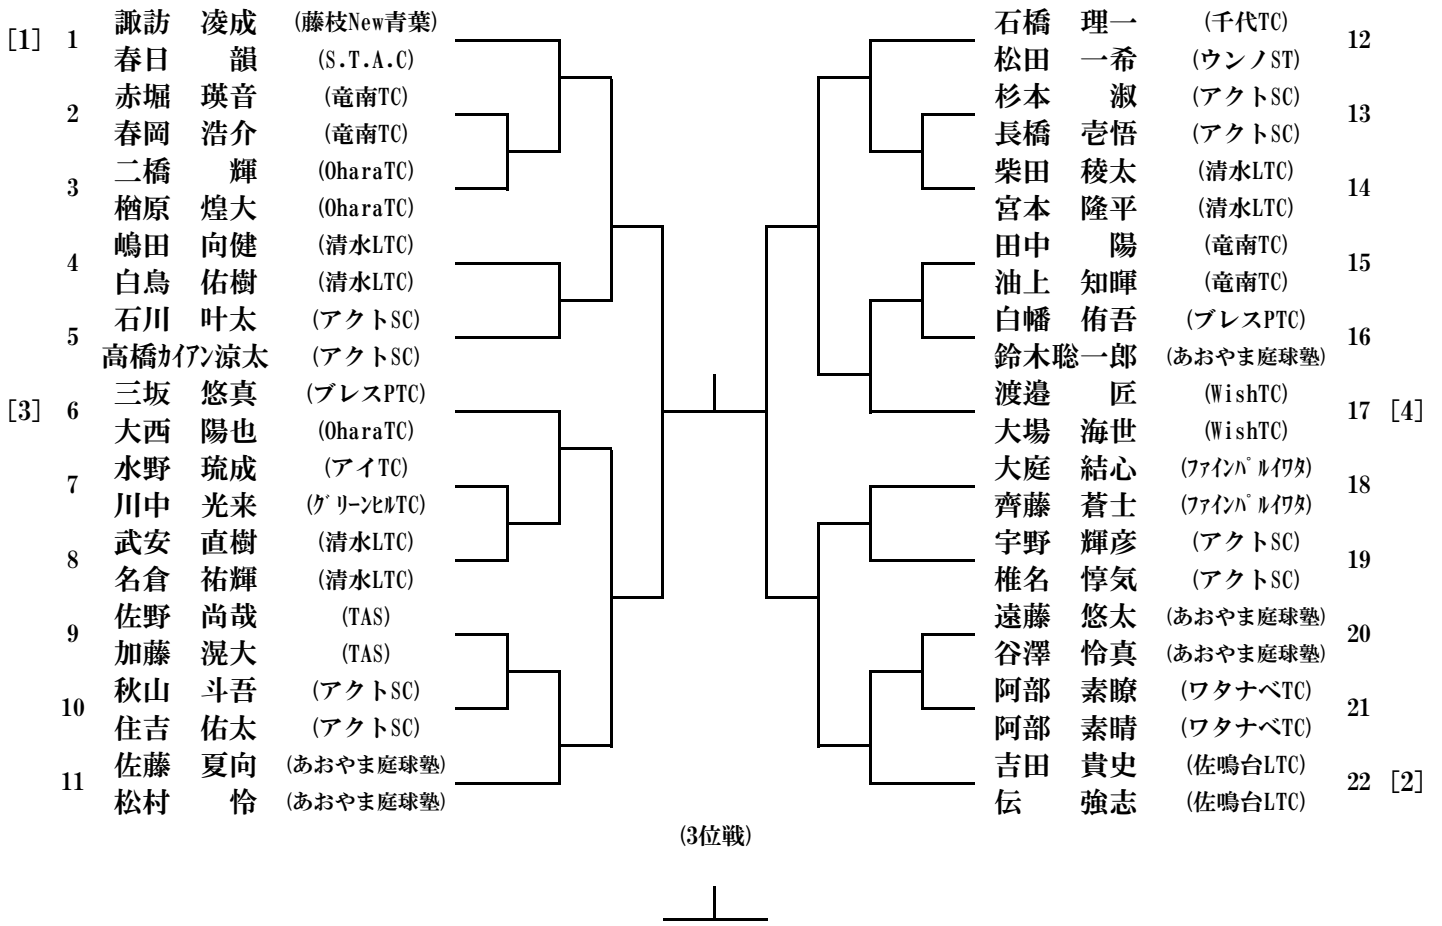 [1] 1 諏訪 凌成 (藤枝New青葉)
春日 韻 (S.T.A.C)
2 赤堀 瑛音 (竜南TC)
春岡 浩介 (竜南TC)
3 二橋 輝 (OharaTC)
楢原 煌大 (OharaTC)
4 嶋田 向健 (清水LTC)
白鳥 佑樹 (清水LTC)
5 石川 叶太 (アクトSC)
高橋ｶｲｱﾝ涼太 (アクトSC)
[3] 6 三坂 悠真 (ブレスPTC)
大西 陽也 (OharaTC)
7 水野 琉成 (アイTC)
川中 光来 (ｸﾞﾘｰﾝﾋﾙTC)
8 武安 直樹 (清水LTC)
名倉 祐輝 (清水LTC)
9 佐野 尚哉 (TAS)
加藤 滉大 (TAS)
10 秋山 斗吾 (アクトSC)
住吉 佑太 (アクトSC)
11 佐藤 夏向 (あおやま庭球塾)
松村 怜 (あおやま庭球塾)
石橋 理一 (千代TC) 12
松田 一希 (ウンノST)
杉本 淑 (アクトSC) 13
長橋 壱悟 (アクトSC)
柴田 稜太 (清水LTC) 14
宮本 隆平 (清水LTC)
田中 陽 (竜南TC) 15
油上 知暉 (竜南TC)
白幡 侑吾 (ブレスPTC) 16
鈴木聡一郎 (あおやま庭球塾)
渡邉 匠 (WishTC) 17 [4]
大場 海世 (WishTC)
大庭 結心 (ﾌｧｲﾝﾊﾟﾙｲﾜﾀ) 18
齊藤 蒼士 (ﾌｧｲﾝﾊﾟﾙｲﾜﾀ)
宇野 輝彦 (アクトSC) 19
椎名 惇気 (アクトSC)
遠藤 悠太 (あおやま庭球塾) 20
谷澤 怜真 (あおやま庭球塾)
阿部 素瞭 (ワタナベTC) 21
阿部 素晴 (ワタナベTC)
吉田 貴史 (佐鳴台LTC) 22 [2]
伝 強志 (佐鳴台LTC)
(3位戦)